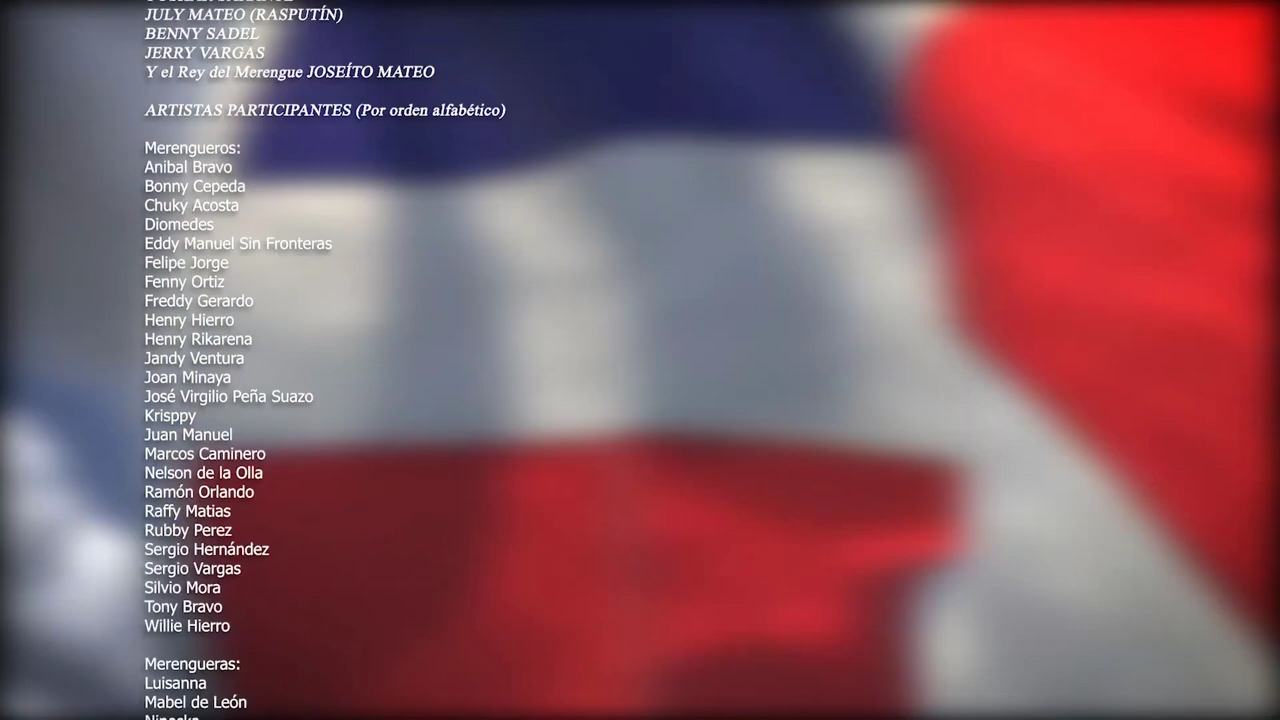 JULY MATEO (RASPUTÍN)
BENNY SADEL
JERRY VARGAS
Y el Rey del Merengue JOSEÍTO MATEO
ARTISTAS PARTICIPANTES (Por orden alfabético)
Merengueros:
Anibal Bravo
Bonny Cepeda
Chuky Acosta
Diomedes
Eddy Manuel Sin Fronteras
Felipe Jorge
Fenny Ortiz
Freddy Gerardo
Henry Hierro
Henry Rikarena
Jandy Ventura
Joan Minaya
José Virgilio Peña Suazo
Krisppy
Juan Manuel
Marcos Caminero
Nelson de la Olla
Ramón Orlando
Raffy Matias
Rubby Perez
Sergio Hernández
Sergio Vargas
Silvio Mora
Tony Bravo
Willie Hierro
Merengueras:
Luisanna
Mabel de León